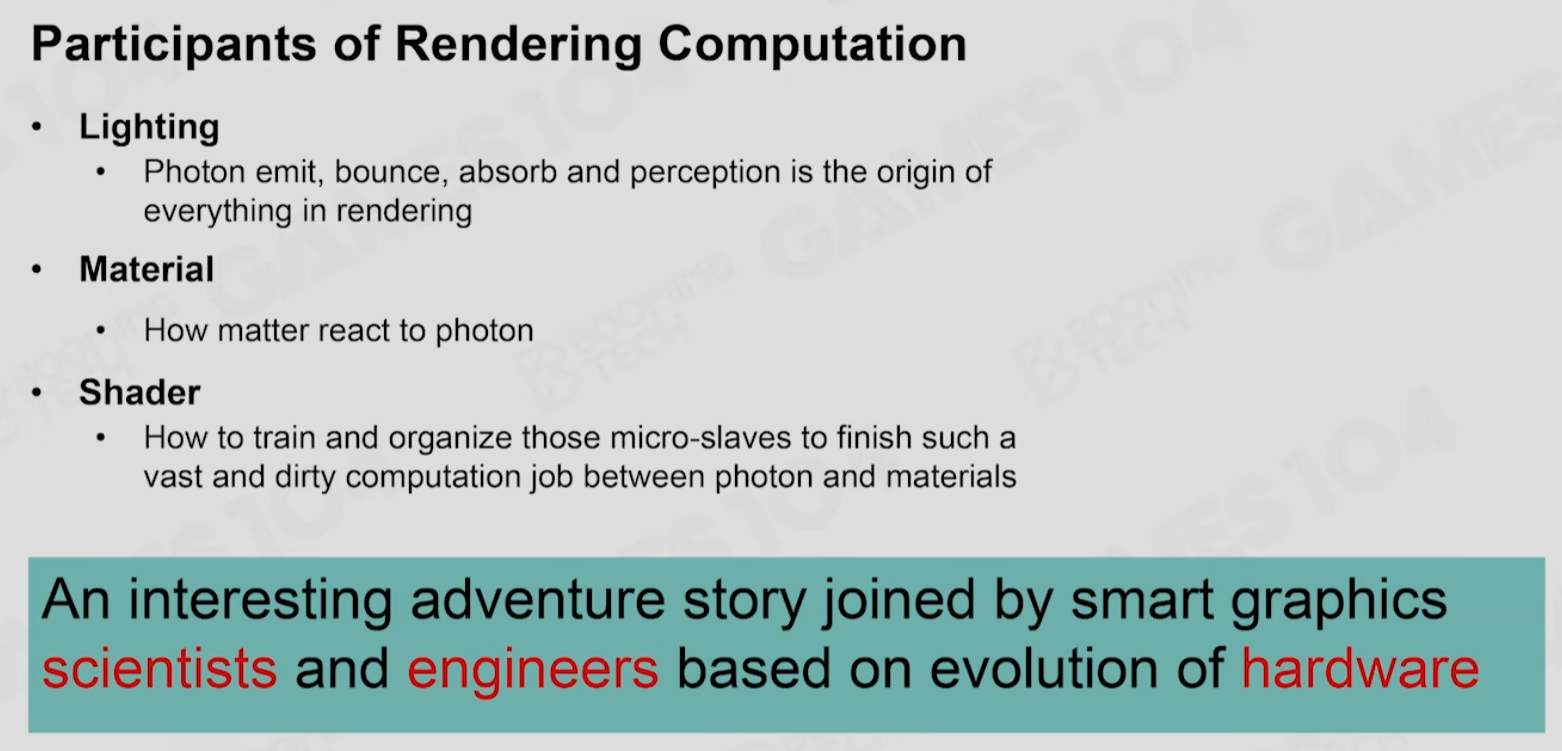 Participants of Rendering Computation
• Lighting
• Photon emit, bounce, absorb and perception is the origin of
everything in rendering
• Material
• How matter react to photon
• Shader
• How to train and organize those micro-slaves to finish such a
vast and dirty computation job between photon and materials
An interesting adventure story joined by smart graphics
scientists and engineers based on evolution of hardware
GAMES104
BOOMING
TECH